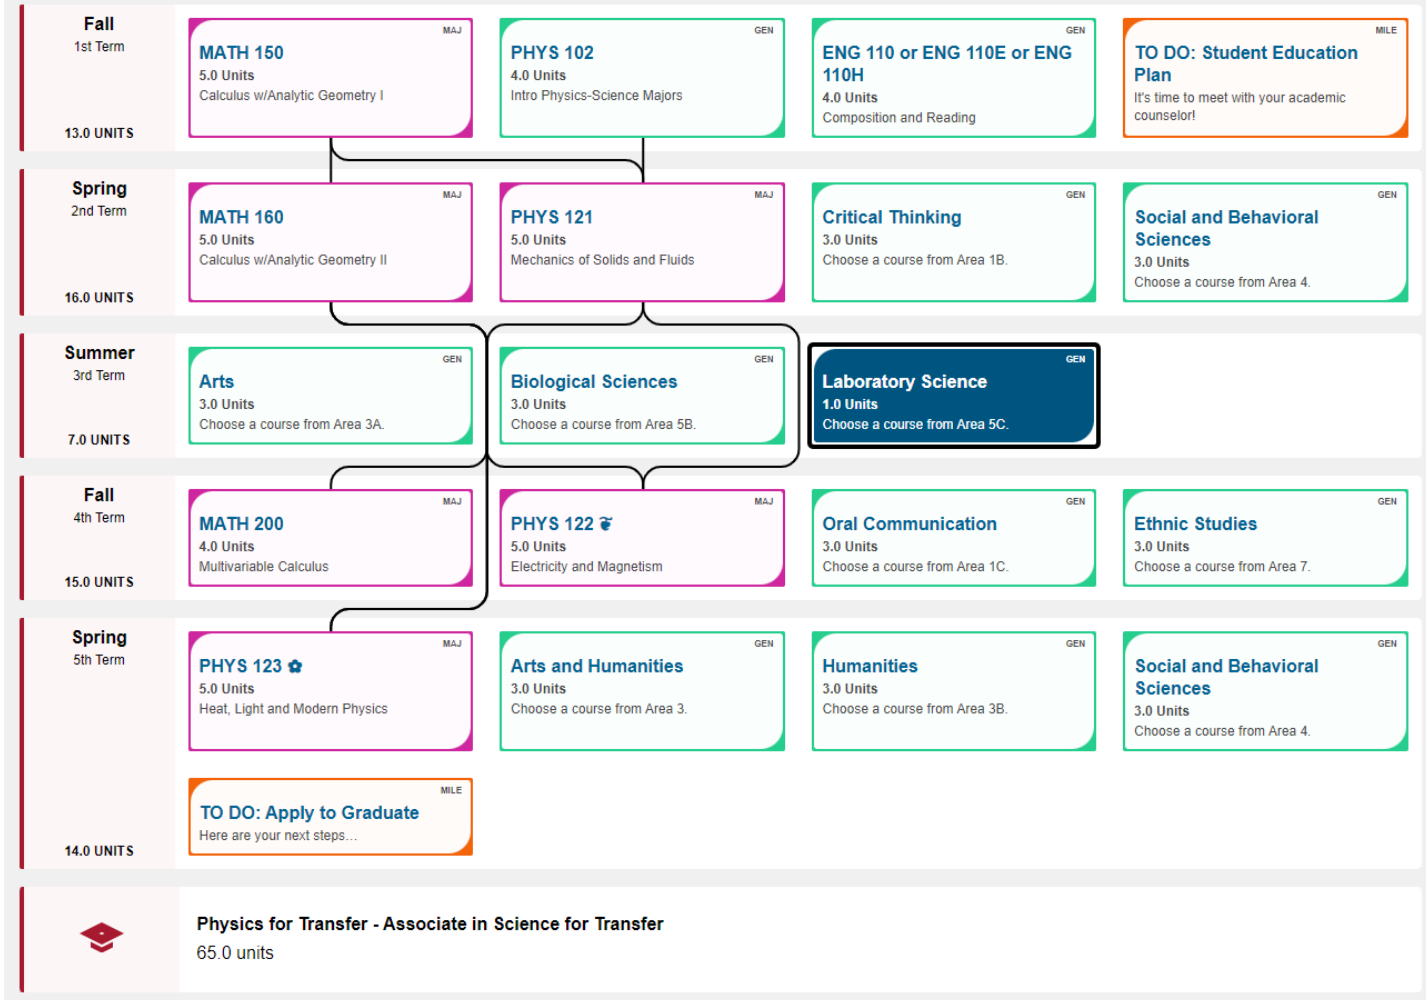 Fall
1st Term
13.0 UNITS
MAJ
MATH 150
5.0 Units
Calculus w/Analytic Geometry I
GEN
PHYS 102
4.0 Units
Intro Physics-Science Majors
GEN
ENG 110 or ENG 110E or ENG
110H
4.0 Units
Composition and Reading
MILE
TO DO: Student Education
Plan
It's time to meet with your academic
counselor!
Spring
2nd Term
16.0 UNITS
MAJ
MATH 160
5.0 Units
Calculus w/Analytic Geometry II
MAJ
PHYS 121
5.0 Units
Mechanics of Solids and Fluids
GEN
Critical Thinking
3.0 Units
Choose a course from Area 1B.
GEN
Social and Behavioral
Sciences
3.0 Units
Choose a course from Area 4.
Summer
3rd Term
7.0 UNITS
GEN
Arts
3.0 Units
Choose a course from Area 3A.
GEN
Biological Sciences
3.0 Units
Choose a course from Area 5B.
GEN
Laboratory Science
1.0 Units
Choose a course from Area 5C.
Fall
4th Term
15.0 UNITS
MAJ
MATH 200
4.0 Units
Multivariable Calculus
MAJ
PHYS 122 ❦
5.0 Units
Electricity and Magnetism
GEN
Oral Communication
3.0 Units
Choose a course from Area 1C.
GEN
Ethnic Studies
3.0 Units
Choose a course from Area 7.
Spring
5th Term
14.0 UNITS
MAJ
PHYS 123 ✿
5.0 Units
Heat, Light and Modern Physics
GEN
Arts and Humanities
3.0 Units
Choose a course from Area 3.
GEN
Humanities
3.0 Units
Choose a course from Area 3B.
GEN
Social and Behavioral
Sciences
3.0 Units
Choose a course from Area 4.
MILE
TO DO: Apply to Graduate
Here are your next steps…
Physics for Transfer - Associate in Science for Transfer
65.0 units